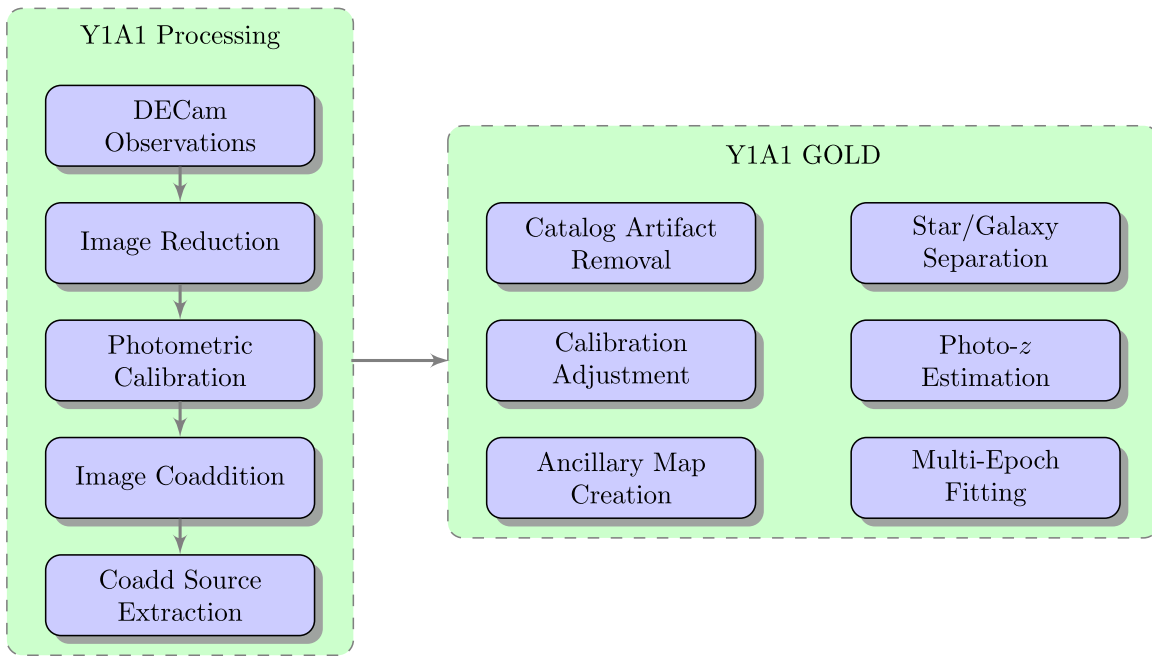 Y1A1 Processing
DECam
Observations
Image Reduction
Photometric
Calibration
Image Coaddition
Coadd Source
Extraction
Y1A1 GOLD
Catalog Artifact
Removal
Star/Galaxy
Separation
Calibration
Adjustment
Photo-z
Estimation
Ancillary Map
Creation
Multi-Epoch
Fitting